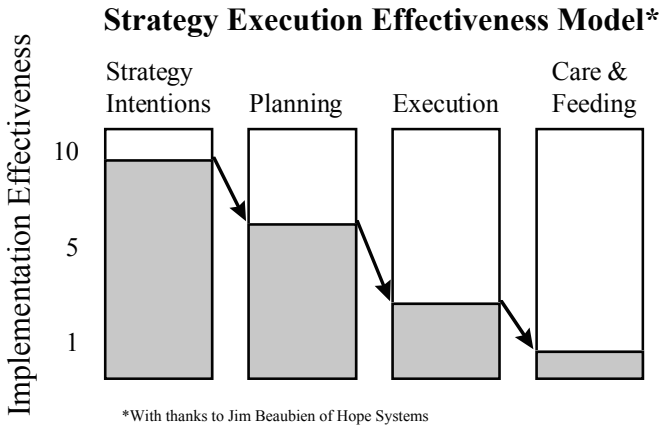 Strategy Execution Effectiveness Model*
Implementation Effectiveness
Strategy
Intentions
Planning
Execution
Care &
Feeding
10
5
1
*With thanks to Jim Beaubien of Hope Systems